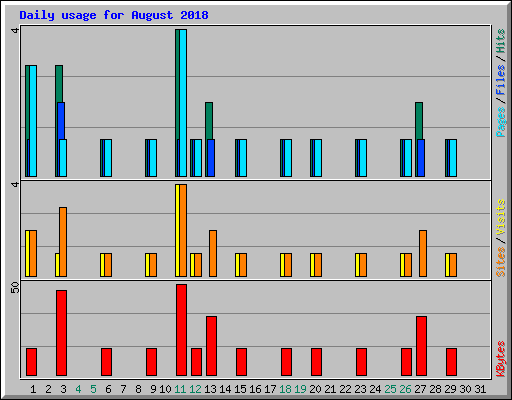 Daily usage for August 2018
4
Pages / Files / Hits
4
Sites / Visits
50
KBytes
1 2 3 4 5 6 7 8 9 10 11 12 13 14 15 16 17 18 19 20 21 22 23 24 25 26 27 28 29 30 31